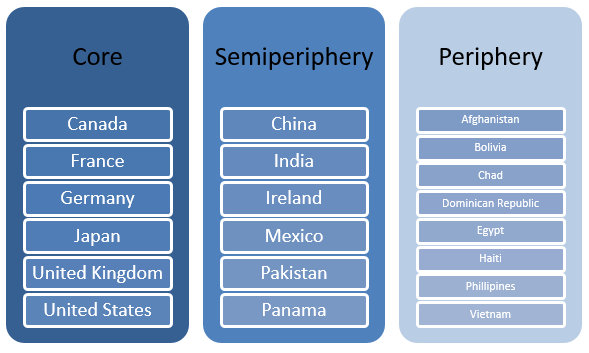 Core
Canada
France
Germany
Japan
United Kingdom
United States
Semiperiphery
China
India
Ireland
Mexico
Pakistan
Panama
Periphery
Afghanistan
Bolivia
Chad
Dominican Republic
Egypt
Haiti
Phillipines
Vietnam